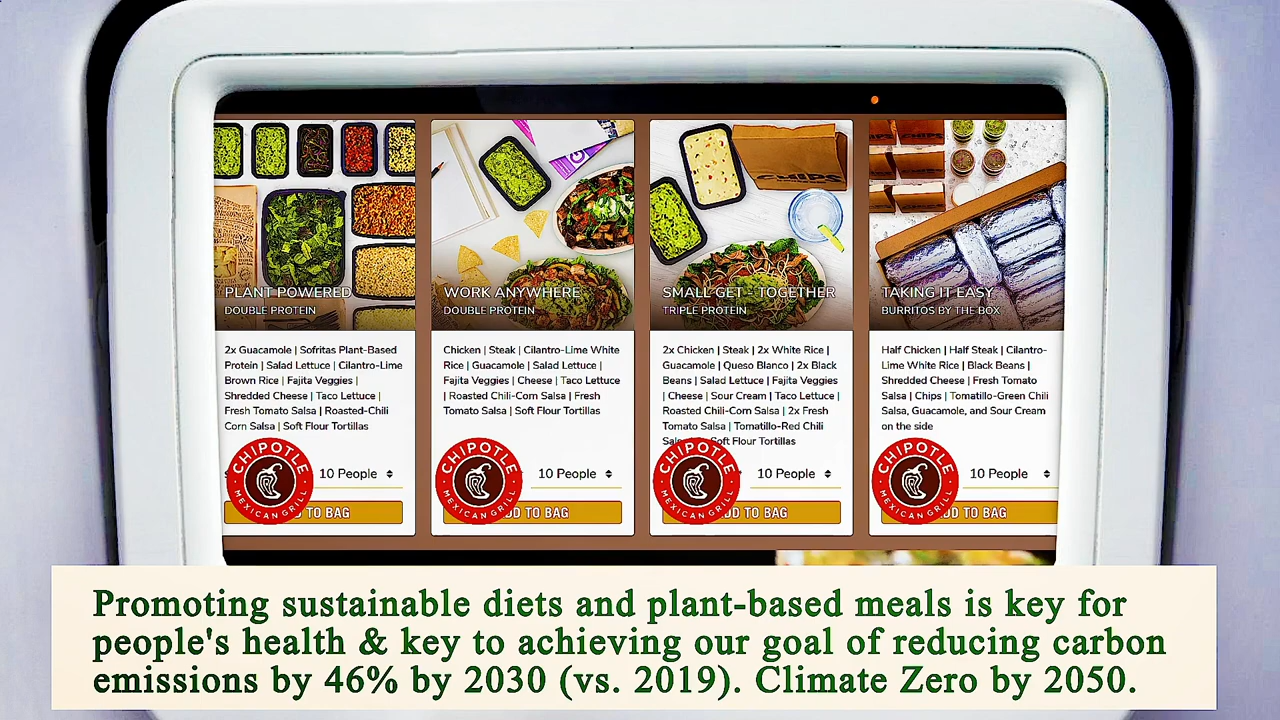 CHIPS
CHIPS
PLANT POWERED
DOUBLE PROTEIN
2x Guacamole | Sofritas Plant-Based
Protein | Salad Lettuce | Cilantro-Lime
Brown Rice | Fajita Veggies |
Shredded Cheese | Taco Lettuce |
Fresh Tomato Salsa | Roasted-Chili
Corn Salsa | Soft Flour Tortillas
CHIPOTLE
MEXICAN GRILL
10 People
DD TO BAG
WORK ANYWHERE
DOUBLE PROTEIN
Chicken | Steak | Cilantro-Lime White
Rice | Guacamole | Salad Lettuce |
Fajita Veggies | Cheese | Taco Lettuce
| Roasted Chili-Corn Salsa | Fresh
Tomato Salsa | Soft Flour Tortillas
CHIPOTLE
MEXICAN GRILL
10 People
DD TO BAG
SMALL GET - TOGETHER
TRIPLE PROTEIN
2x Chicken | Steak | 2x White Rice |
Guacamole | Queso Blanco | 2x Black
Beans | Salad Lettuce | Fajita Veggies
| Cheese | Sour Cream | Taco Lettuce |
Roasted Chili-Corn Salsa | 2x Fresh
Tomato Salsa | Tomatillo-Red Chili
Soft Flour Tortillas
CHIPOTLE
MEXICAN GRILL
10 People
DD TO BAG
TAKING IT EASY
BURRITOS BY THE BOX
Half Chicken | Half Steak | Cilantro-
Lime White Rice | Black Beans |
Shredded Cheese | Fresh Tomato
Salsa | Chips | Tomatillo-Green Chili
Salsa, Guacamole, and Sour Cream
on the side
CHIPOTLE
MEXICAN GRILL
10 People
DD TO BAG
Promoting sustainable diets and plant-based meals is key for
people's health & key to achieving our goal of reducing carbon
emissions by 46% by 2030 (vs. 2019). Climate Zero by 2050.